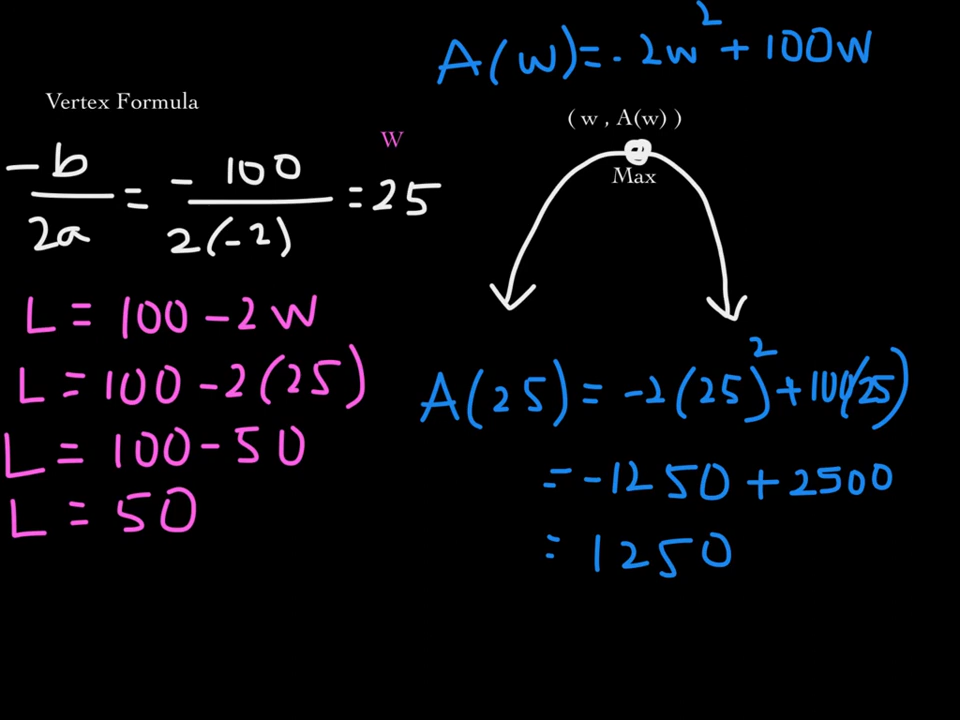 A(w) = -2w² + 100w
Vertex Formula
-b/2a = -100/2(-2) = 25
w
( w , A(w) )
Max
L = 100 - 2w
L = 100 - 2(25)
L = 100 - 50
L = 50
A(25) = -2(25)² + 100(25)
= -1250 + 2500
= 1250